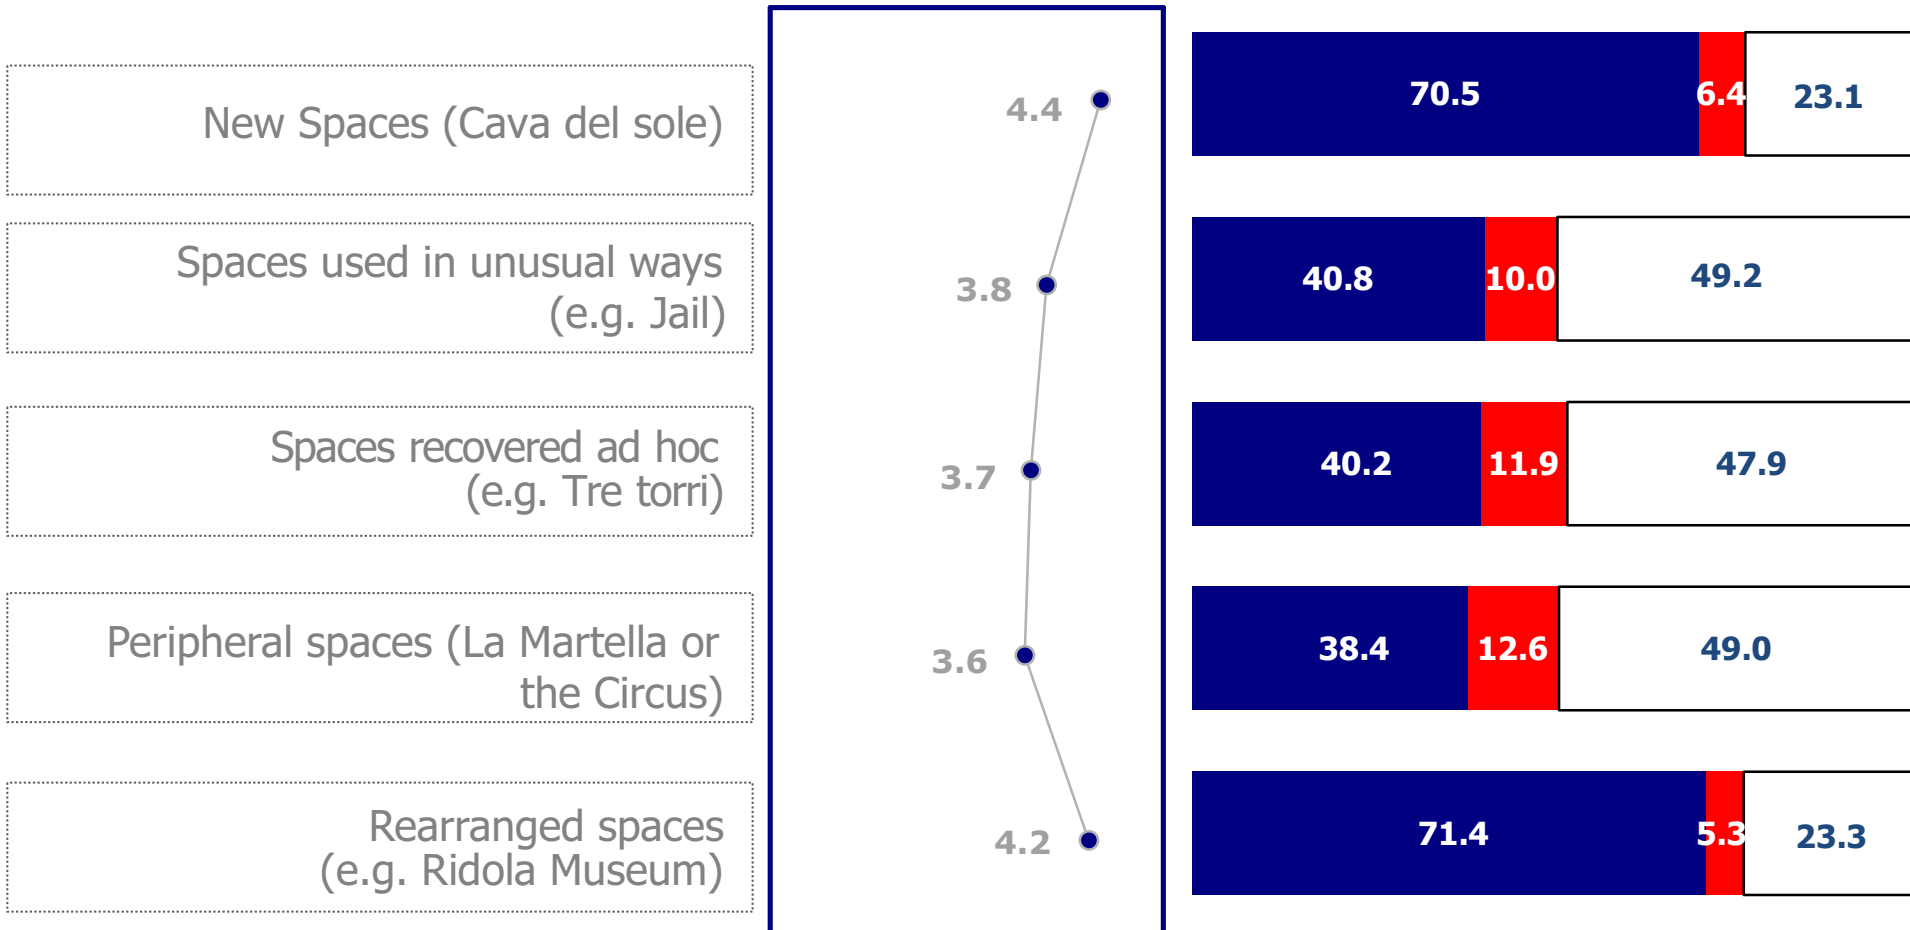 New Spaces (Cava del sole)
4.4
70.5
6.4
23.1
Spaces used in unusual ways
(e.g. Jail)
3.8
40.8
10.0
49.2
Spaces recovered ad hoc
(e.g. Tre torri)
3.7
40.2
11.9
47.9
Peripheral spaces (La Martella or
the Circus)
3.6
38.4
12.6
49.0
Rearranged spaces
(e.g. Ridola Museum)
4.2
71.4
5.3
23.3